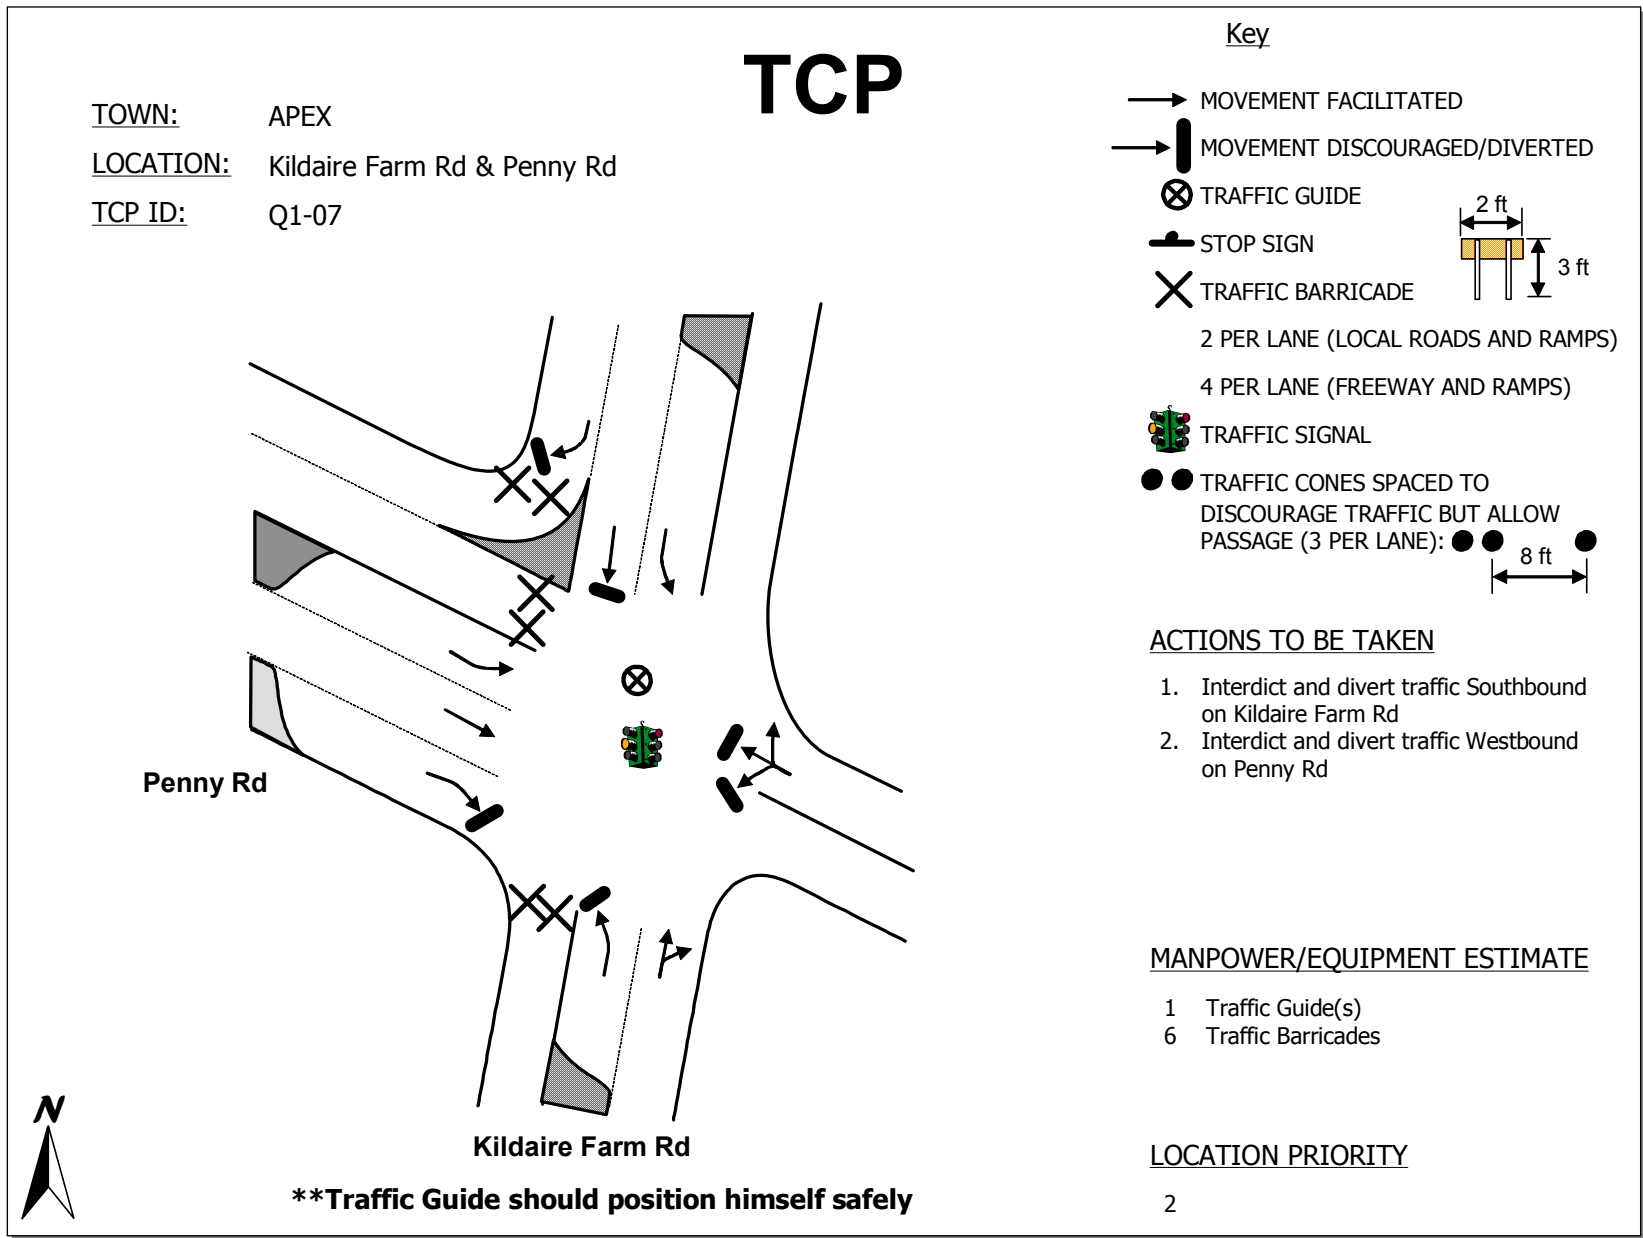 TCP
TOWN: APEX
LOCATION: Kildaire Farm Rd & Penny Rd
TCP ID: Q1-07
Key
MOVEMENT FACILITATED
MOVEMENT DISCOURAGED/DIVERTED
TRAFFIC GUIDE
STOP SIGN
TRAFFIC BARRICADE
2 ft
3 ft
2 PER LANE (LOCAL ROADS AND RAMPS)
4 PER LANE (FREEWAY AND RAMPS)
TRAFFIC SIGNAL
TRAFFIC CONES SPACED TO
DISCOURAGE TRAFFIC BUT ALLOW
PASSAGE (3 PER LANE):
8 ft
ACTIONS TO BE TAKEN
1. Interdict and divert traffic Southbound
on Kildaire Farm Rd
2. Interdict and divert traffic Westbound
on Penny Rd
MANPOWER/EQUIPMENT ESTIMATE
1 Traffic Guide(s)
6 Traffic Barricades
LOCATION PRIORITY
2
Penny Rd
Kildaire Farm Rd
N
**Traffic Guide should position himself safely